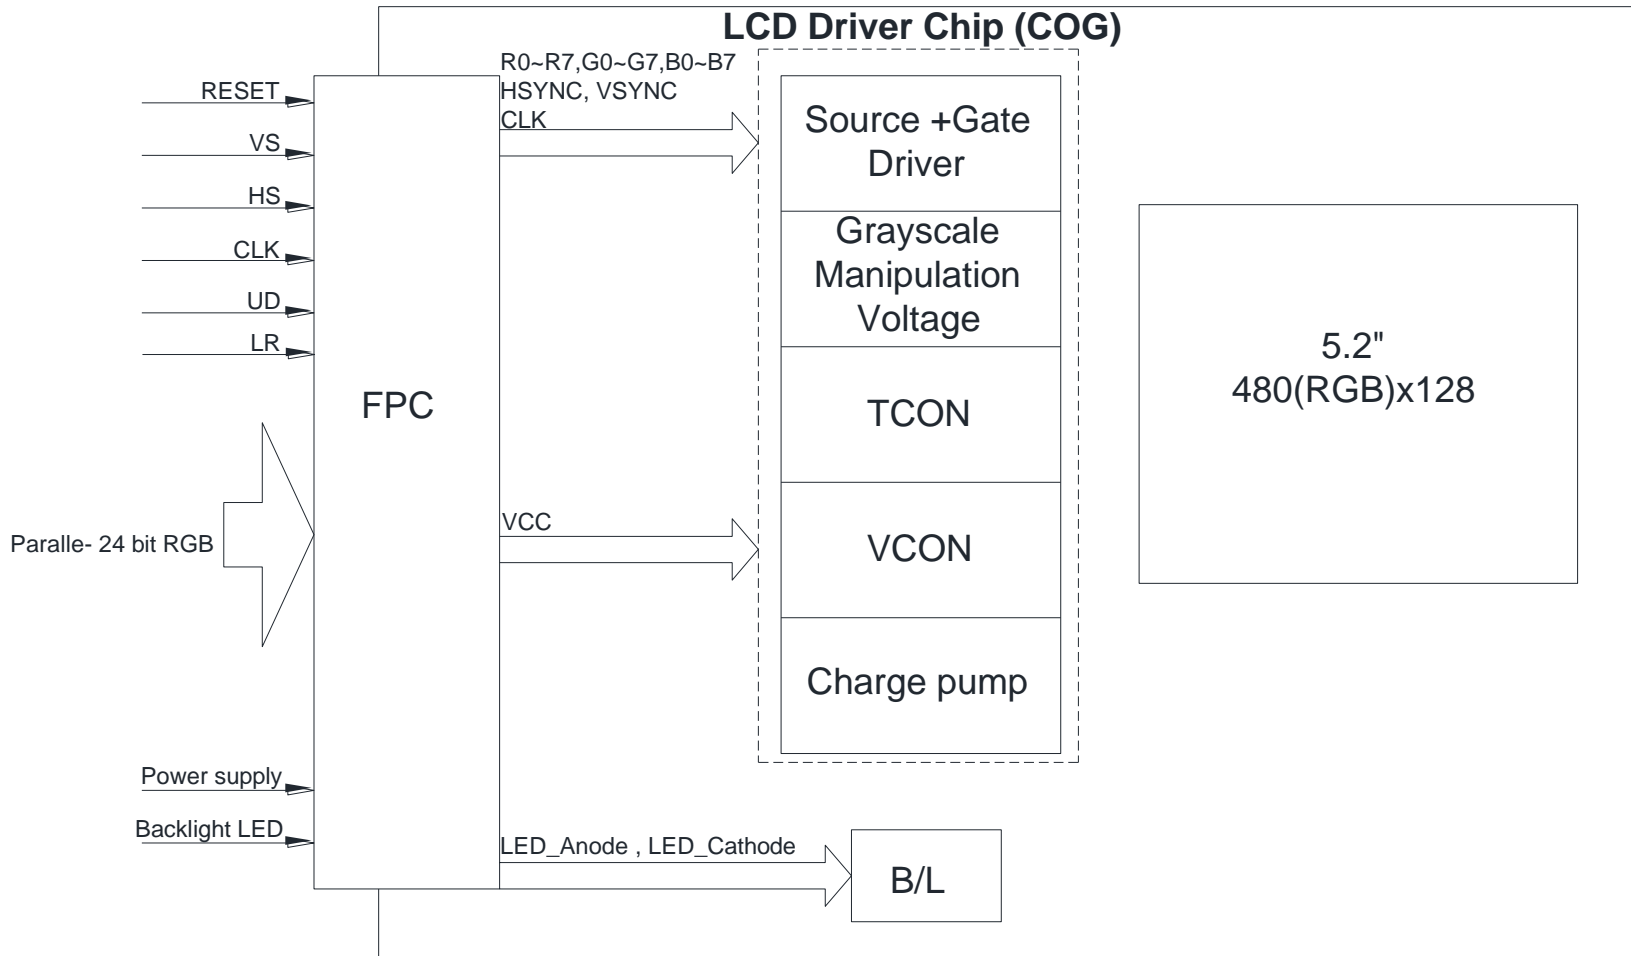 LCD Driver Chip (COG)
RESET
VS
HS
CLK
UD
LR
Paralle- 24 bit RGB
Power supply
Backlight LED
FPC
R0~R7,G0~G7,B0~B7
HSYNC, VSYNC
CLK
VCC
LED_Anode , LED_Cathode
Source +Gate
Driver
Grayscale
Manipulation
Voltage
TCON
VCON
Charge pump
B/L
5.2"
480(RGB)x128